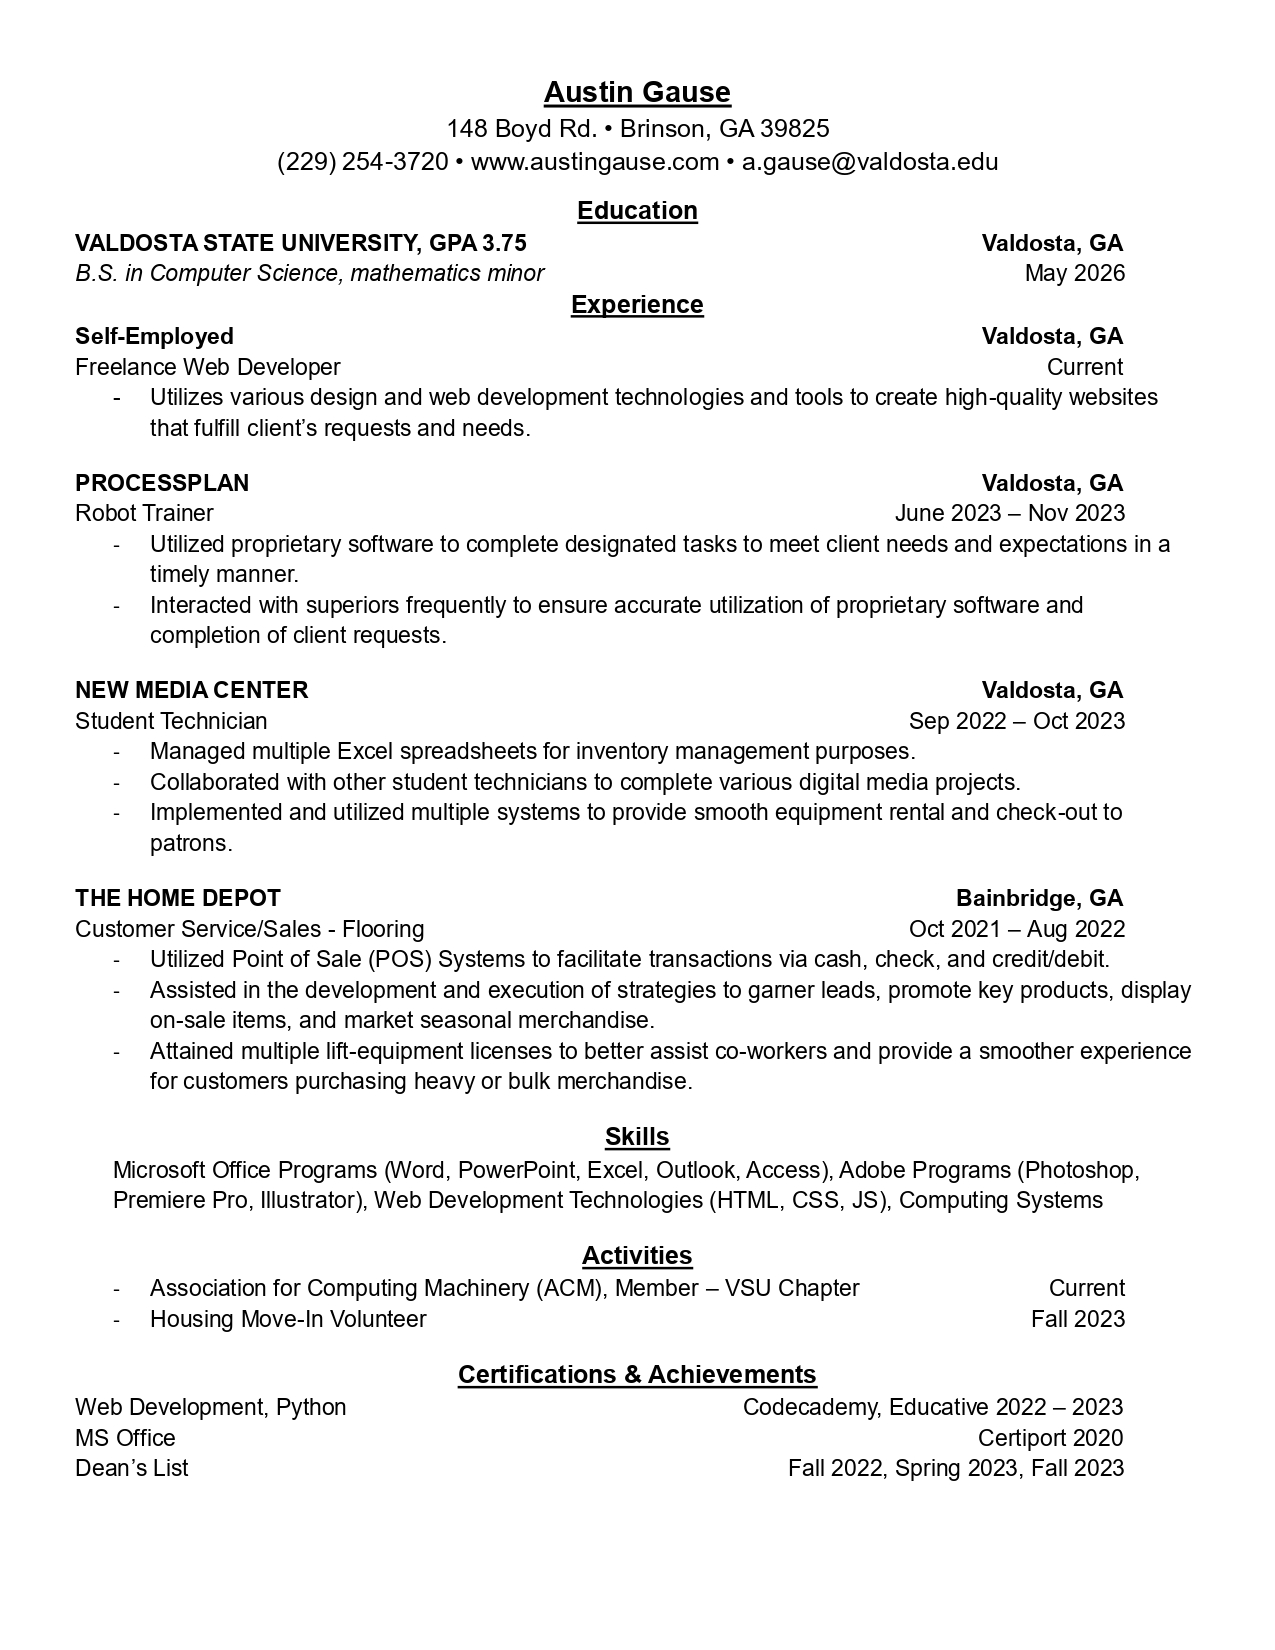 Austin Gause
148 Boyd Rd. • Brinson, GA 39825
(229) 254-3720 • www.austingause.com • a.gause@valdosta.edu
Education
VALDOSTA STATE UNIVERSITY, GPA 3.75 Valdosta, GA
B.S. in Computer Science, mathematics minor May 2026
Experience
Self-Employed Valdosta, GA
Freelance Web Developer Current
- Utilizes various design and web development technologies and tools to create high-quality websites
that fulfill client’s requests and needs.
PROCESSPLAN Valdosta, GA
Robot Trainer June 2023 – Nov 2023
- Utilized proprietary software to complete designated tasks to meet client needs and expectations in a
timely manner.
- Interacted with superiors frequently to ensure accurate utilization of proprietary software and
completion of client requests.
NEW MEDIA CENTER Valdosta, GA
Student Technician Sep 2022 – Oct 2023
- Managed multiple Excel spreadsheets for inventory management purposes.
- Collaborated with other student technicians to complete various digital media projects.
- Implemented and utilized multiple systems to provide smooth equipment rental and check-out to
patrons.
THE HOME DEPOT Bainbridge, GA
Customer Service/Sales - Flooring Oct 2021 – Aug 2022
- Utilized Point of Sale (POS) Systems to facilitate transactions via cash, check, and credit/debit.
- Assisted in the development and execution of strategies to garner leads, promote key products, display
on-sale items, and market seasonal merchandise.
- Attained multiple lift-equipment licenses to better assist co-workers and provide a smoother experience
for customers purchasing heavy or bulk merchandise.
Skills
Microsoft Office Programs (Word, PowerPoint, Excel, Outlook, Access), Adobe Programs (Photoshop,
Premiere Pro, Illustrator), Web Development Technologies (HTML, CSS, JS), Computing Systems
Activities
- Association for Computing Machinery (ACM), Member – VSU Chapter Current
- Housing Move-In Volunteer Fall 2023
Certifications & Achievements
Web Development, Python Codecademy, Educative 2022 – 2023
MS Office Certiport 2020
Dean’s List Fall 2022, Spring 2023, Fall 2023